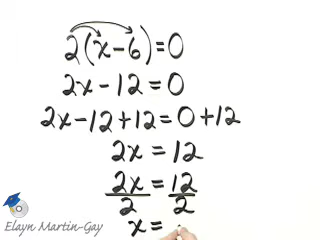 2(x-6)=0
2x-12=0
2x-12+12=0+12
2x=12
2x/2=12/2
x=
Elayn Martin-Gay